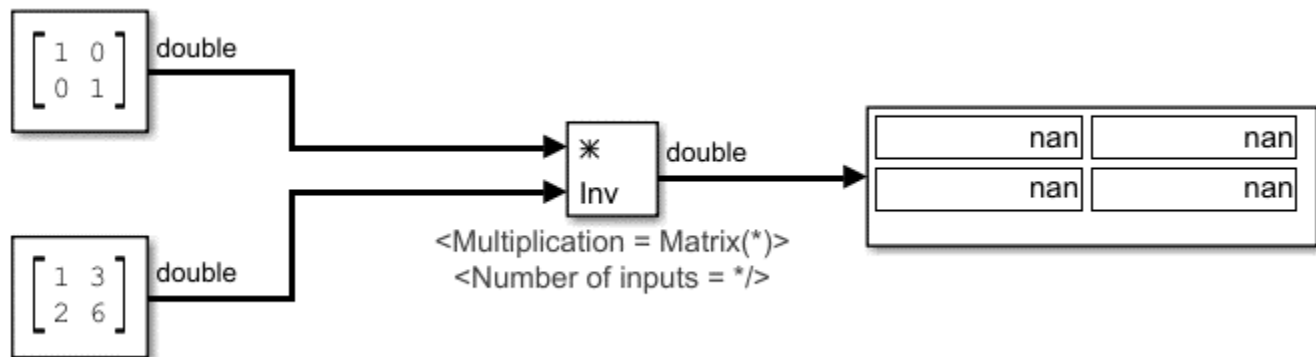 1 0
0 1
double
*
Inv
double
nan nan
nan nan
<Multiplication = Matrix(*)>
<Number of inputs = */>
1 3
2 6
double